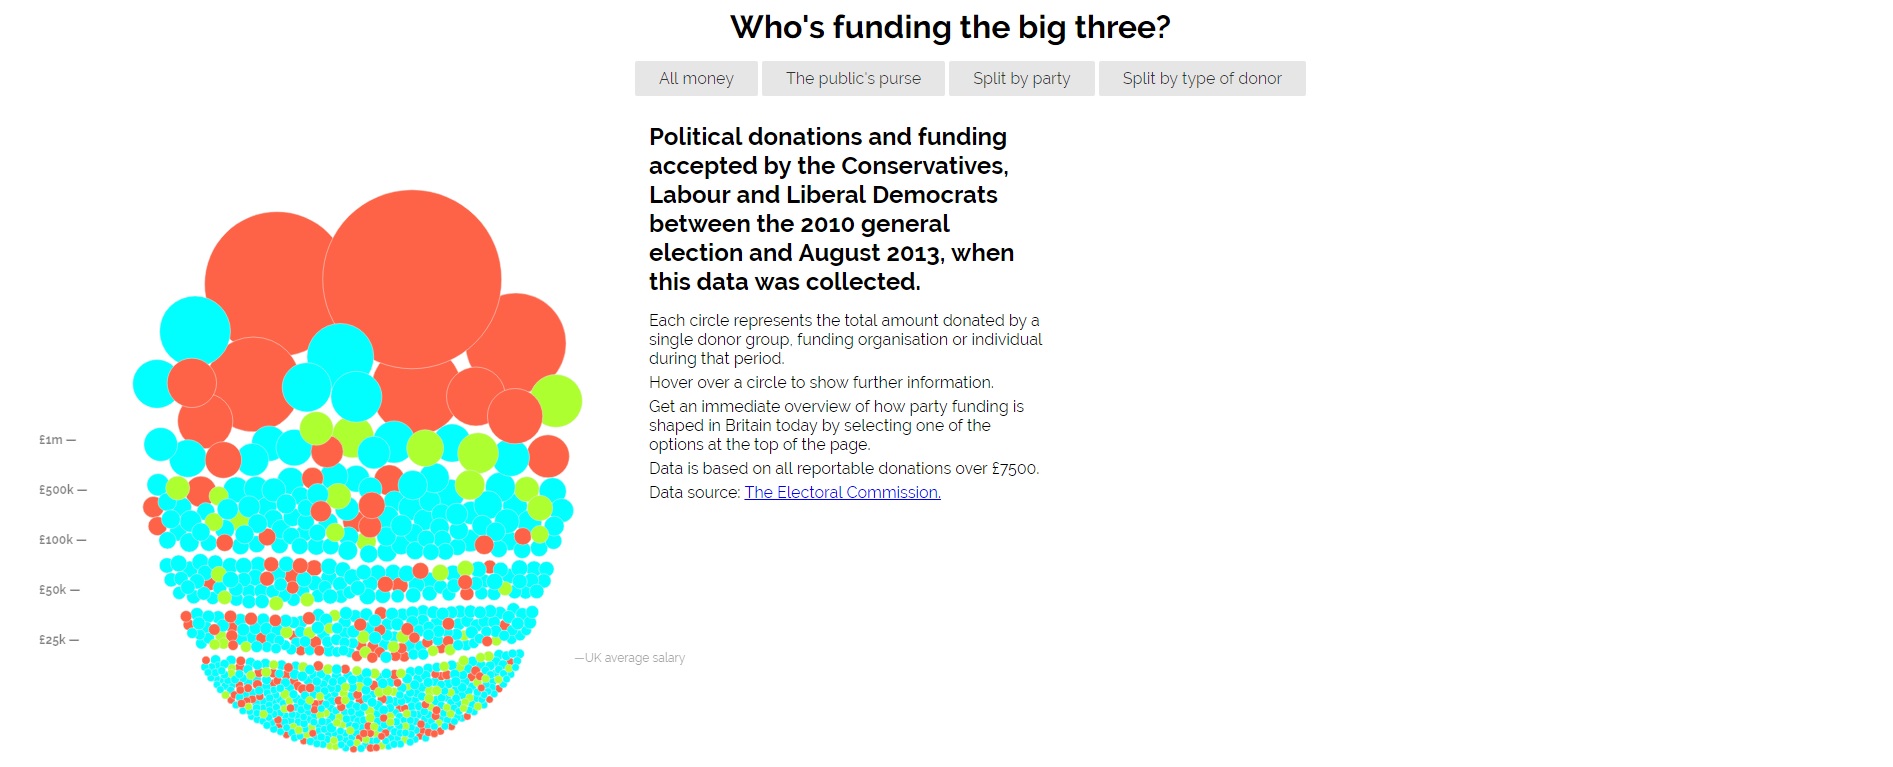 Who's funding the big three?
All money
The public's purse
Split by party
Split by type of donor
Political donations and funding
accepted by the Conservatives,
Labour and Liberal Democrats
between the 2010 general
election and August 2013, when
this data was collected.
Each circle represents the total amount donated by a
single donor group, funding organisation or individual
during that period.
Hover over a circle to show further information.
Get an immediate overview of how party funding is
shaped in Britain today by selecting one of the
options at the top of the page.
Data is based on all reportable donations over £7500.
Data source: The Electoral Commission.
£1m —
£500k —
£100k —
£50k —
£25k —
—UK average salary